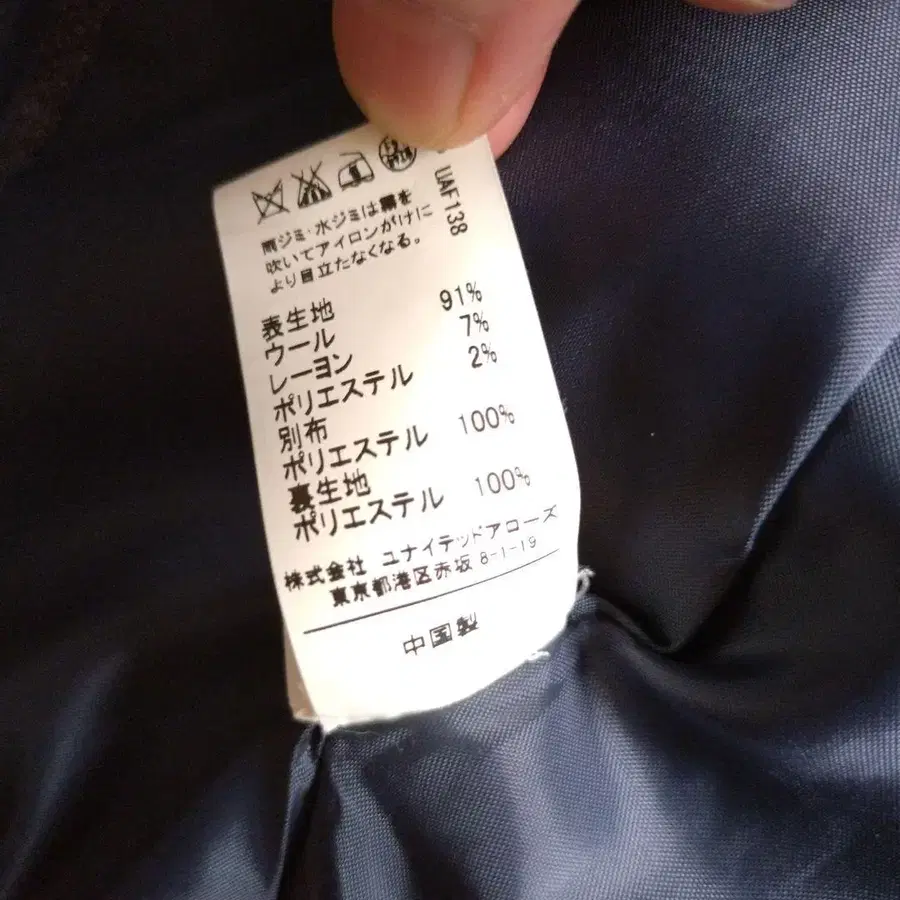 UAF138
雨ジミ・水ジミは霧を
吹いてアイロンがけに
より目立たなくなる。
表生地
ウール 91%
レーヨン 7%
ポリエステル 2%
別布
ポリエステル 100%
裏生地
ポリエステル 100%
株式会社 ユナイテッドアローズ
東京都港区赤坂 8-1-19
中国製